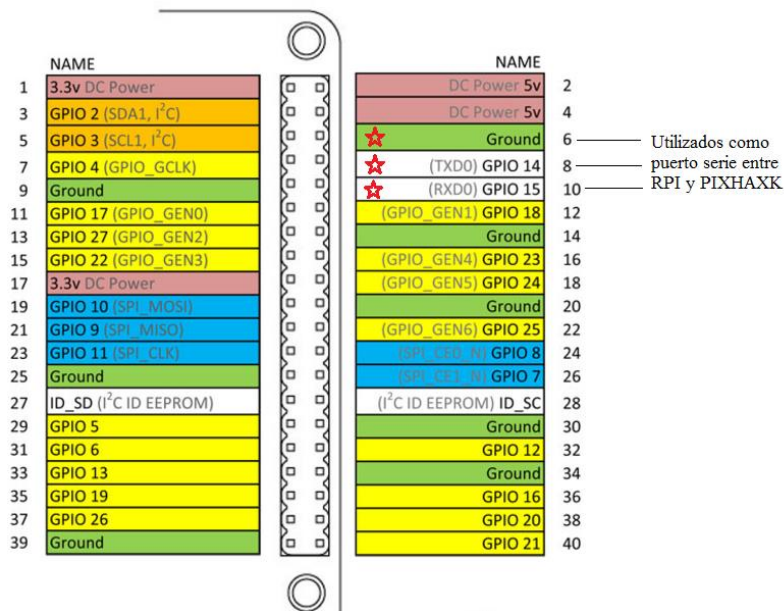 NAME
1 3.3v DC Power
3 GPIO 2 (SDA1, I²C)
5 GPIO 3 (SCL1, I²C)
7 GPIO 4 (GPIO_GCLK)
9 Ground
11 GPIO 17 (GPIO_GEN0)
13 GPIO 27 (GPIO_GEN2)
15 GPIO 22 (GPIO_GEN3)
17 3.3v DC Power
19 GPIO 10 (SPI_MOSI)
21 GPIO 9 (SPI_MISO)
23 GPIO 11 (SPI_CLK)
25 Ground
27 ID_SD (I²C ID EEPROM)
29 GPIO 5
31 GPIO 6
33 GPIO 13
35 GPIO 19
37 GPIO 26
39 Ground
NAME
DC Power 5v 2
DC Power 5v 4
Ground 6
(TXD0) GPIO 14 8
(RXD0) GPIO 15 10
(GPIO_GEN1) GPIO 18 12
Ground 14
(GPIO_GEN4) GPIO 23 16
(GPIO_GEN5) GPIO 24 18
Ground 20
(GPIO_GEN6) GPIO 25 22
(SPI_CE0_N) GPIO 8 24
(SPI_CE1_N) GPIO 7 26
(I²C ID EEPROM) ID_SC 28
Ground 30
GPIO 12 32
Ground 34
GPIO 16 36
GPIO 20 38
GPIO 21 40
Utilizados como
puerto serie entre
RPI y PIXHAXK